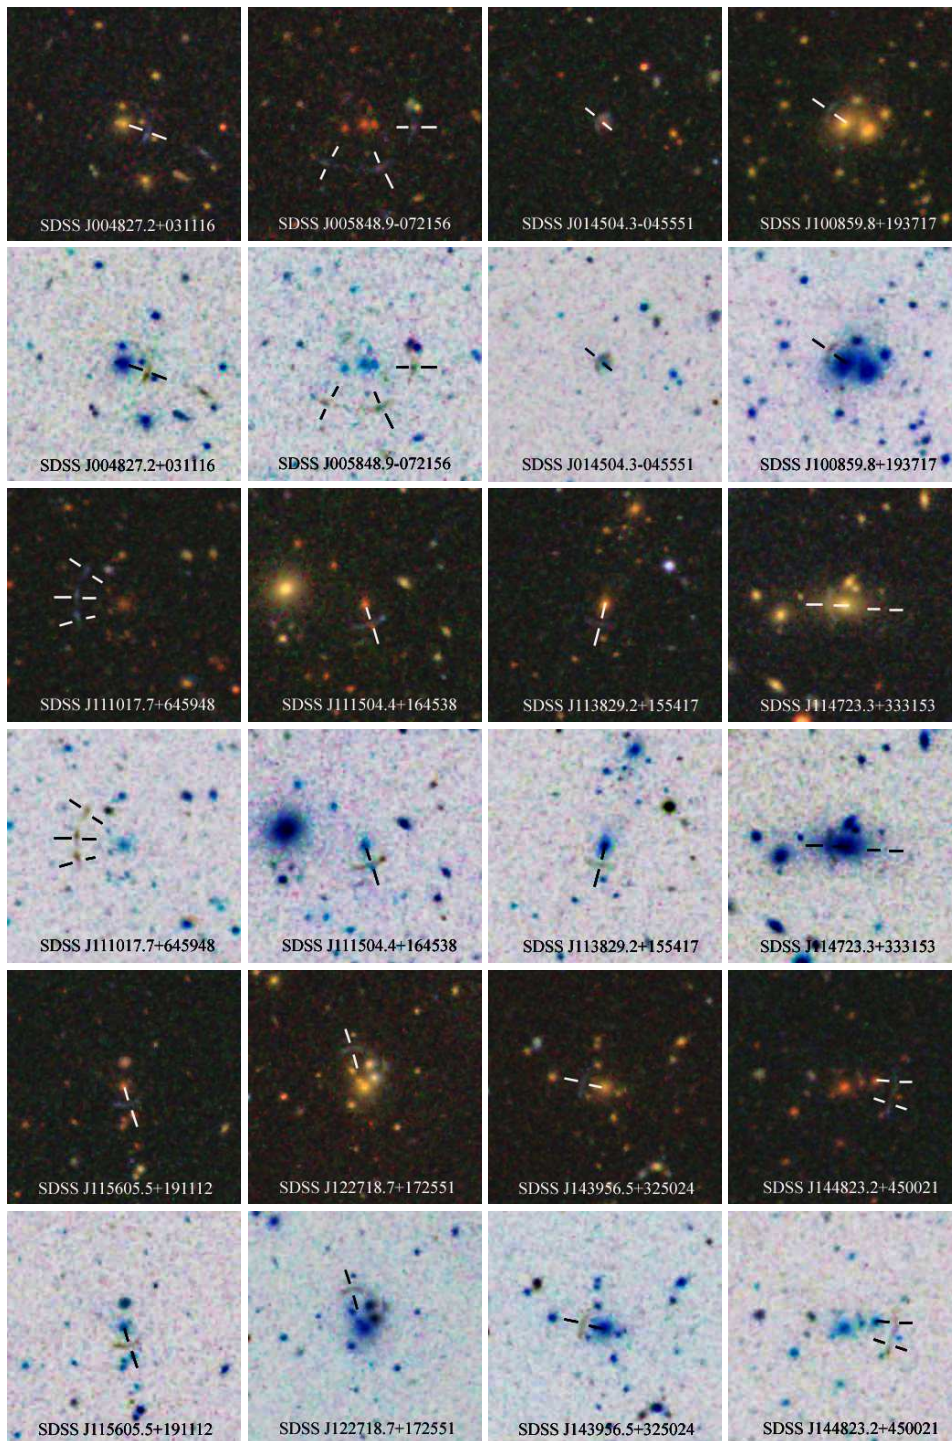 SDSS J004827.2+031116
SDSS J005848.9-072156
SDSS J014504.3-045551
SDSS J100859.8+193717
SDSS J004827.2+031116
SDSS J005848.9-072156
SDSS J014504.3-045551
SDSS J100859.8+193717
SDSS J111017.7+645948
SDSS J111504.4+164538
SDSS J113829.2+155417
SDSS J114723.3+333153
SDSS J111017.7+645948
SDSS J111504.4+164538
SDSS J113829.2+155417
SDSS J114723.3+333153
SDSS J115605.5+191112
SDSS J122718.7+172551
SDSS J143956.5+325024
SDSS J144823.2+450021
SDSS J115605.5+191112
SDSS J122718.7+172551
SDSS J143956.5+325024
SDSS J144823.2+450021